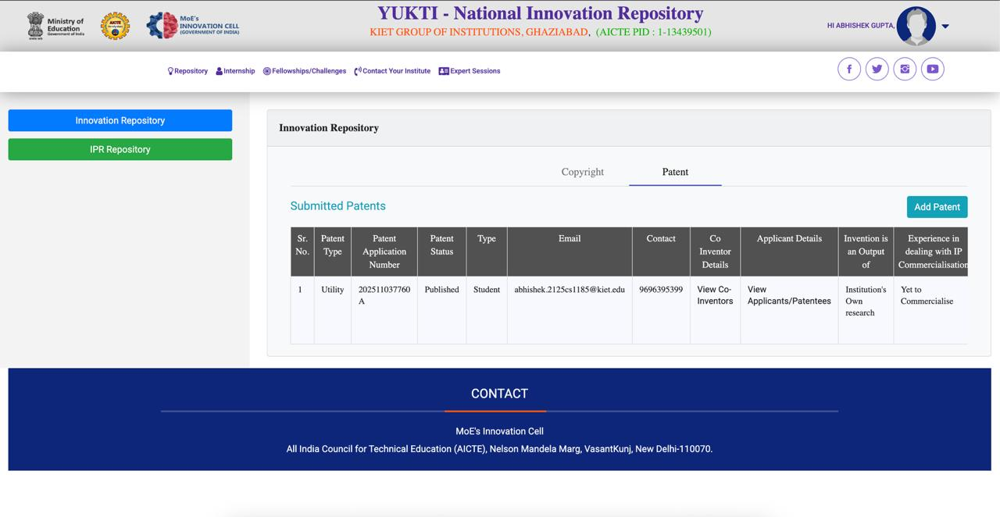 YUKTI - National Innovation Repository
KIET GROUP OF INSTITUTIONS, GHAZIABAD, (AICTE PID : 1-13439501)
Ministry of
Education
Government of India
AICTE
MoE's
INNOVATION CELL
(GOVERNMENT OF INDIA)
HI ABHISHEK GUPTA,
Repository
Internship
Fellowships/Challenges
Contact Your Institute
Expert Sessions
Innovation Repository
IPR Repository
Innovation Repository
Copyright
Patent
Submitted Patents
Add Patent
Sr.
No.
Patent
Type
Patent
Application
Number
Patent
Status
Type
Email
Contact
Co
Inventor
Details
Applicant Details
Invention is
an Output
of
Experience in
dealing with IP
Commercialisation
1
Utility
202511037760
A
Published
Student
abhishek.2125cs1185@kiet.edu
9696395399
View Co-
Inventors
View
Applicants/Patentees
Institution's
Own
research
Yet to
Commercialise
CONTACT
MoE's Innovation Cell
All India Council for Technical Education (AICTE), Nelson Mandela Marg, VasantKunj, New Delhi-110070.